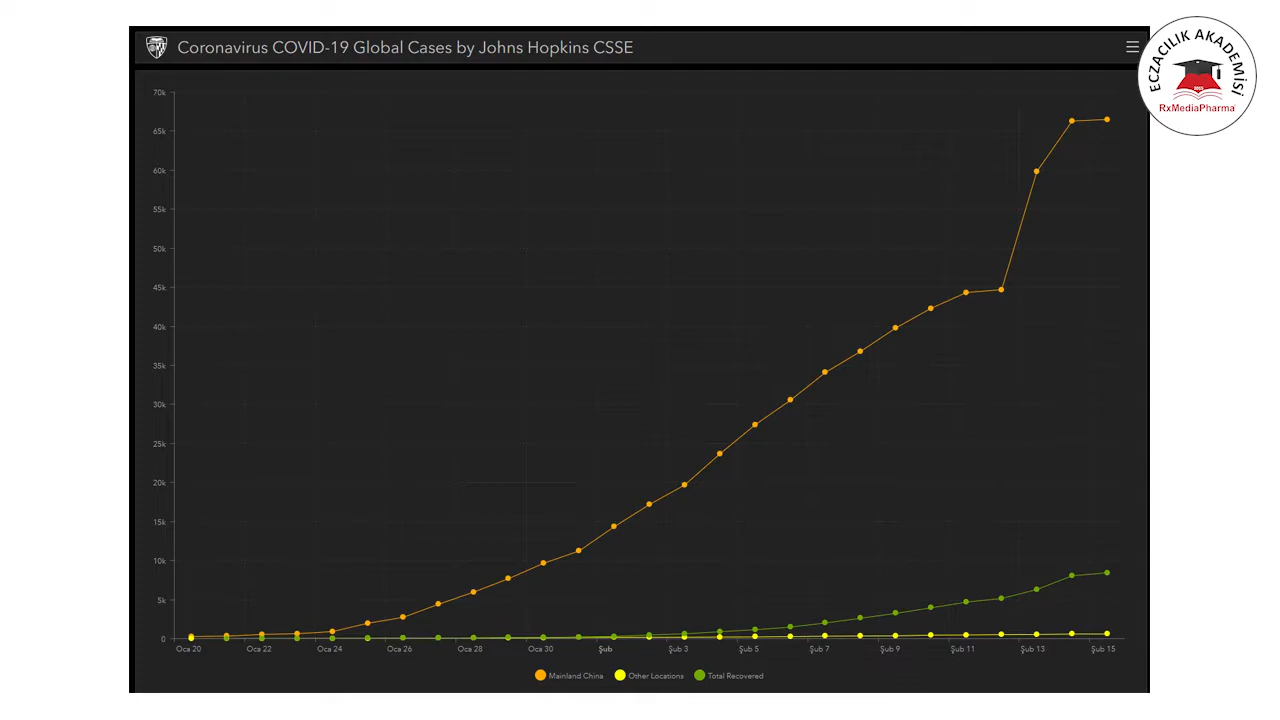 Coronavirus COVID-19 Global Cases by Johns Hopkins CSSE
ECZACILIK AKADEMİSİ
2015
RxMediaPharma
70k
65k
60k
55k
50k
45k
40k
35k
30k
25k
20k
15k
10k
5k
0
Oca 20 Oca 22 Oca 24 Oca 26 Oca 28 Oca 30 Şub Şub 3 Şub 5 Şub 7 Şub 9 Şub 11 Şub 13 Şub 15
Mainland China Other Locations Total Recovered